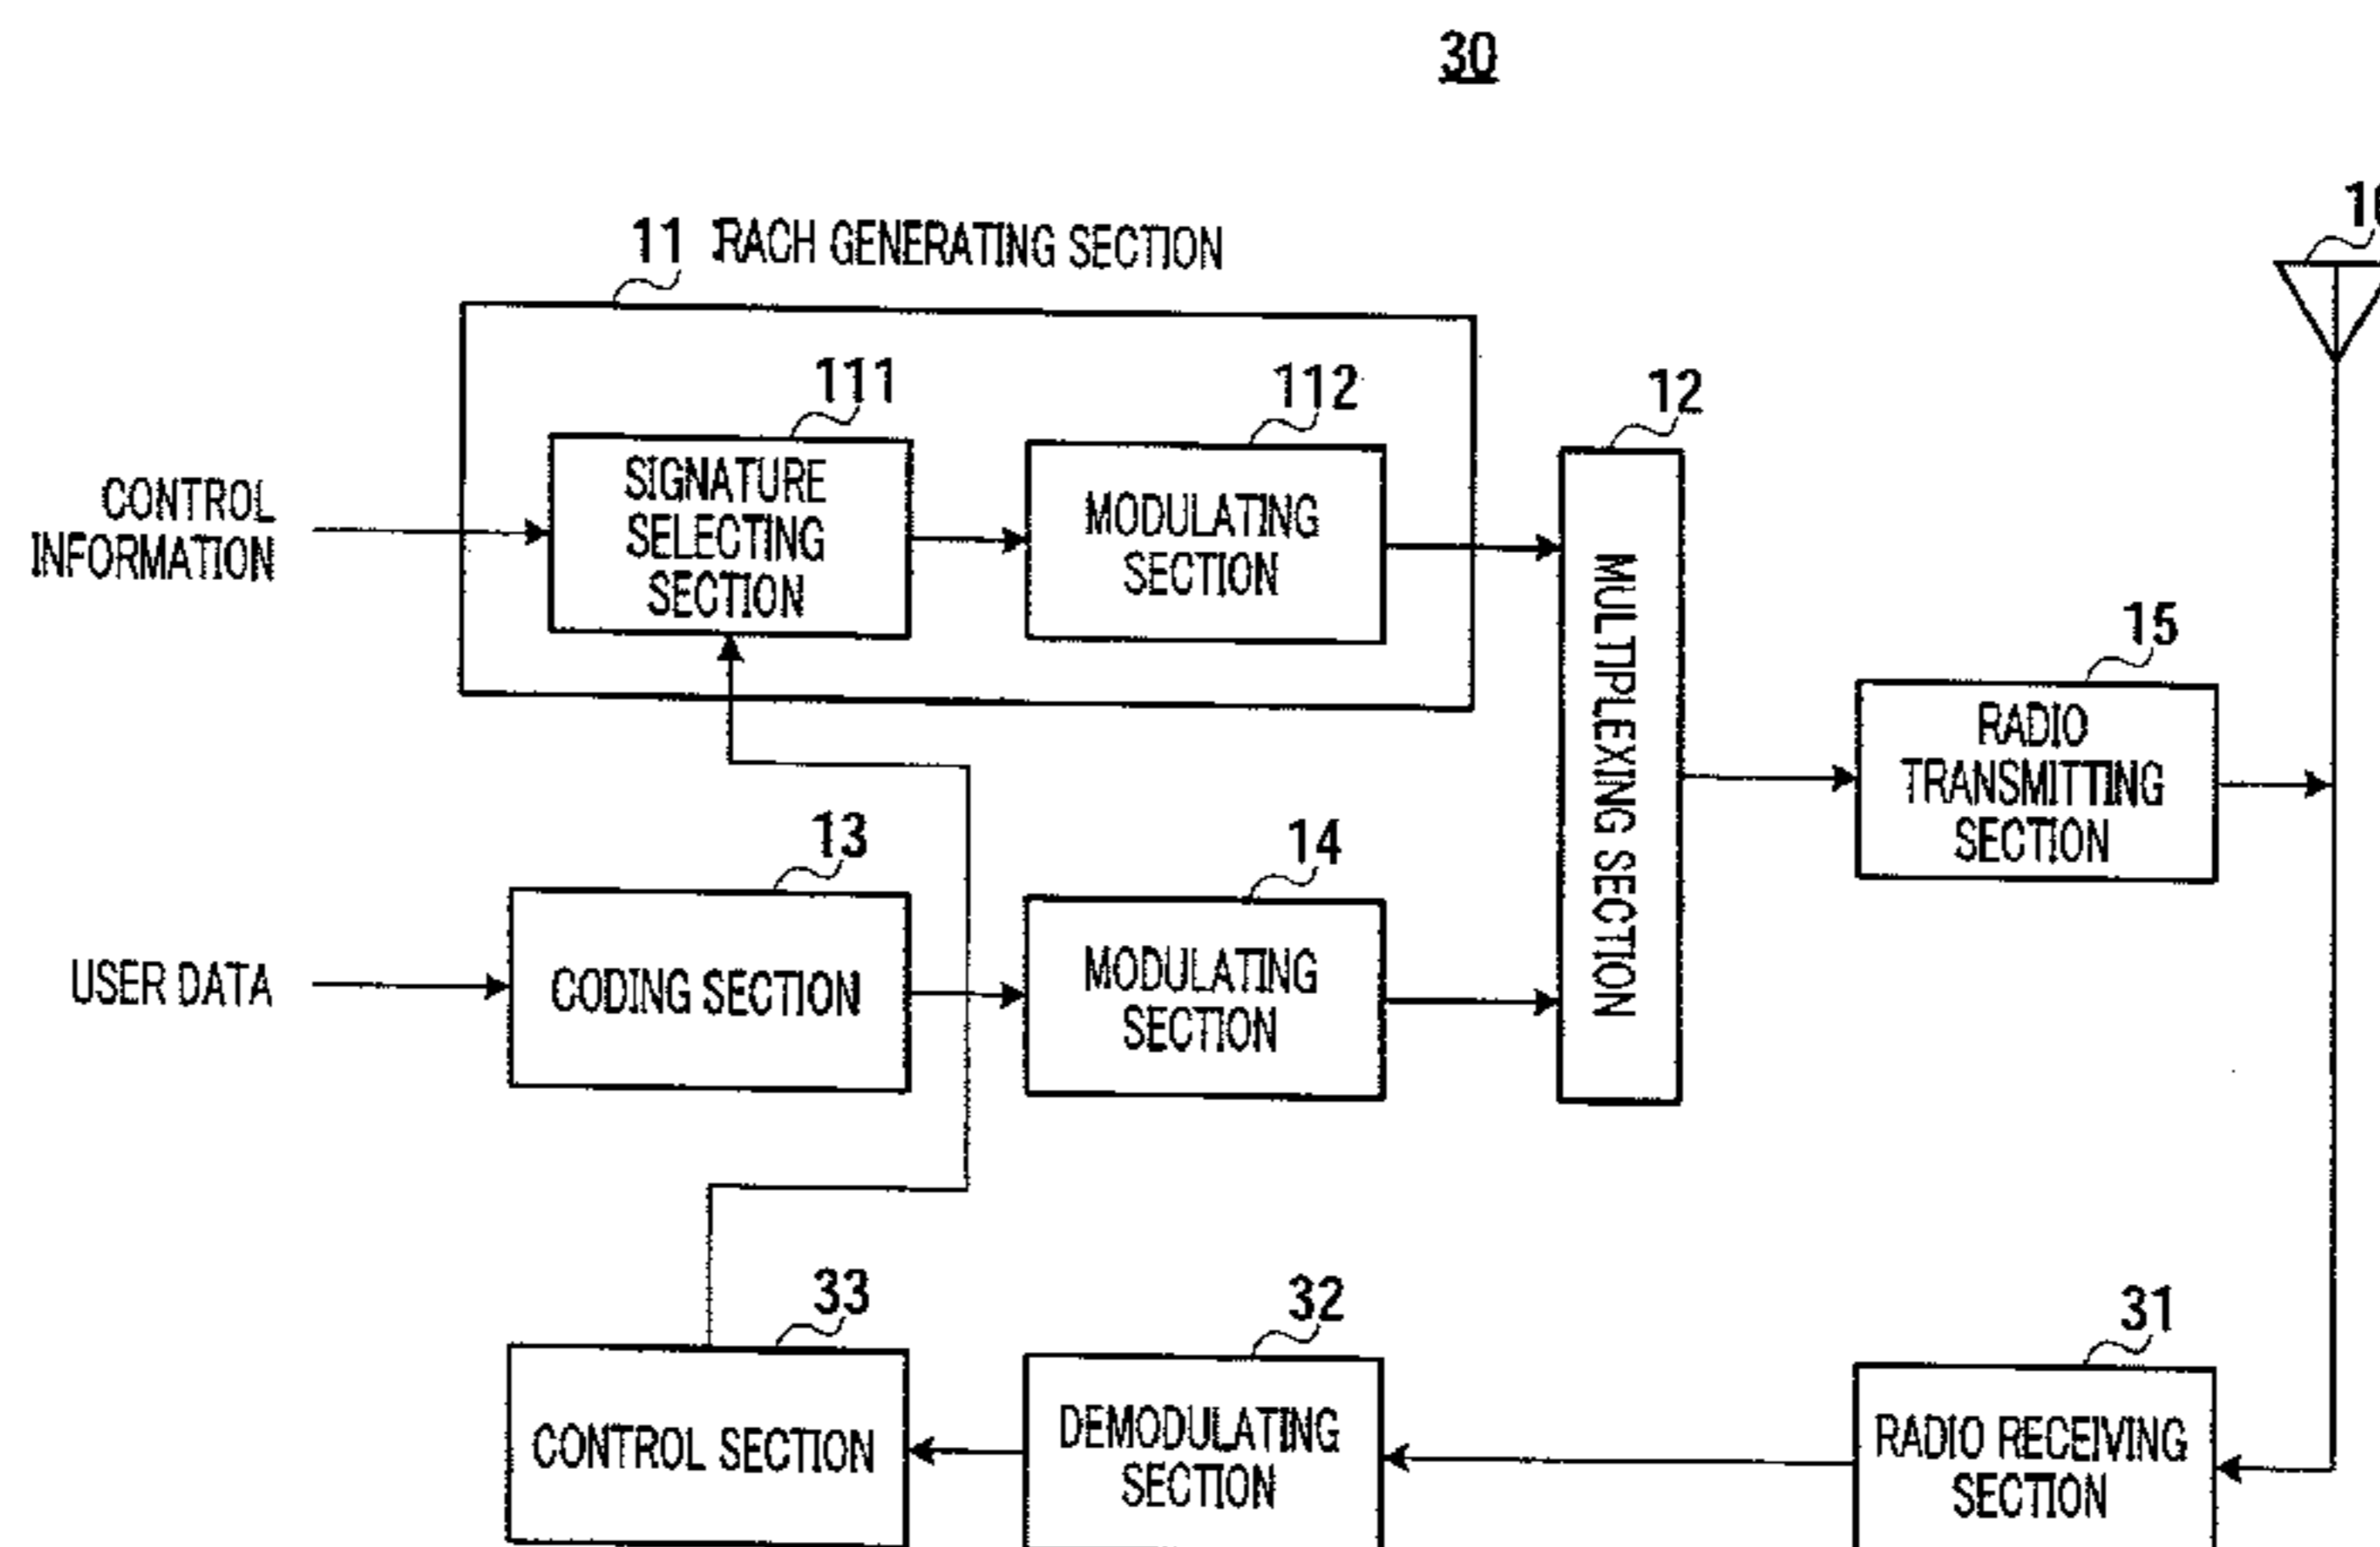 30
11 RACH GENERATING SECTION
111
112
12
CONTROL
INFORMATION
SIGNATURE
SELECTING
SECTION
MODULATING
SECTION
MULTIPLEXING SECTION
15
RADIO
TRANSMITTING
SECTION
13
14
USER DATA
CODING SECTION
MODULATING
SECTION
33
32
31
CONTROL SECTION
DEMODULATING
SECTION
RADIO RECEIVING
SECTION